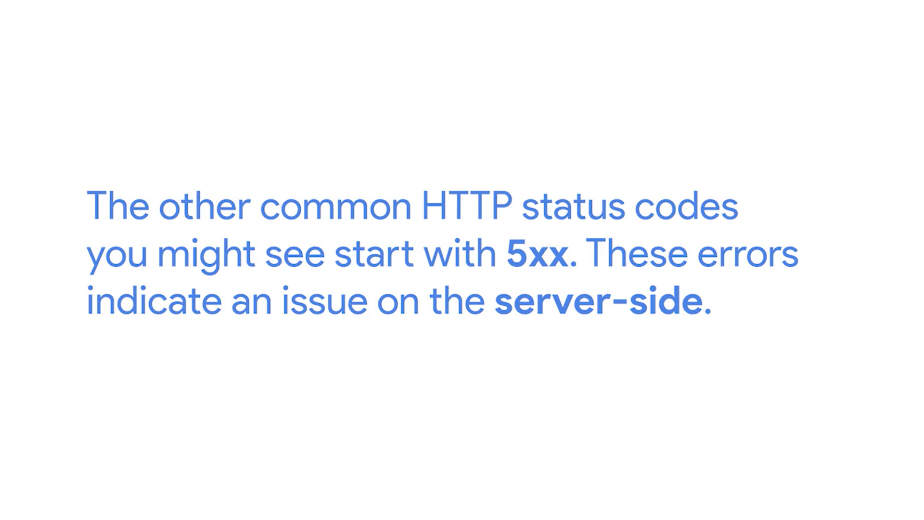 The other common HTTP status codes
you might see start with 5xx. These errors
indicate an issue on the server-side.